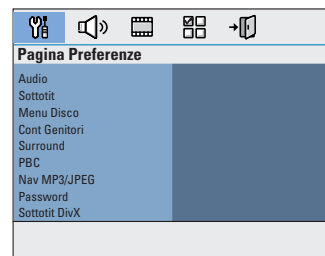 Pagina Preferenze
Audio
Sottotit
Menu Disco
Cont Genitori
Surround
PBC
Nav MP3/JPEG
Password
Sottotit DivX